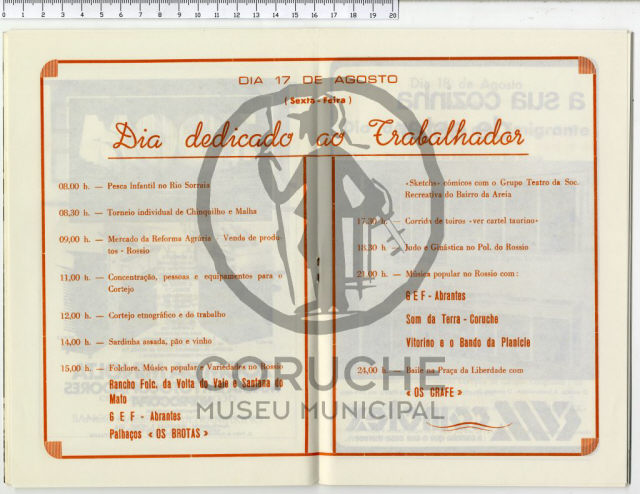 DIA 17 DE AGOSTO
(Sexta-Feira)
Dia dedicado ao Trabalhador
08.00 h. — Pesca Infantil no Rio Sorraia
08,30 h. — Torneio individual de Chinquilho e Malha
09,00 h. — Mercado da Reforma Agrária - Venda de produ-
tos - Rossio
11,00 h. — Concentração, pessoas e equipamentos para o
Cortejo
12,00 h. — Cortejo etnográfico e do trabalho
14,00 h. — Sardinha assada, pão e vinho
15,00 h. — Folclore, Música popular e Variedades no Rossio
Rancho Folc. da Volta do Vale e Santana do
Mato
G E F - Abrantes
Palhaços « OS BROTAS »
«Sketchs» cómicos com o Grupo Teatro da Soc.
Recreativa do Bairro da Areia
17.30 h. — Corrida de toiros «ver cartel taurino»
18.30 h. — Judo e Ginástica no Pol. do Rossio
21.00 h. — Música popular no Rossio com :
G E F - Abrantes
Som da Terra - Coruche
Vitorino e o Bando da Planície
24,00 h. — Baile na Praça da Liberdade com
« OS GRAFE »
CORUCHE
MUSEU MUNICIPAL